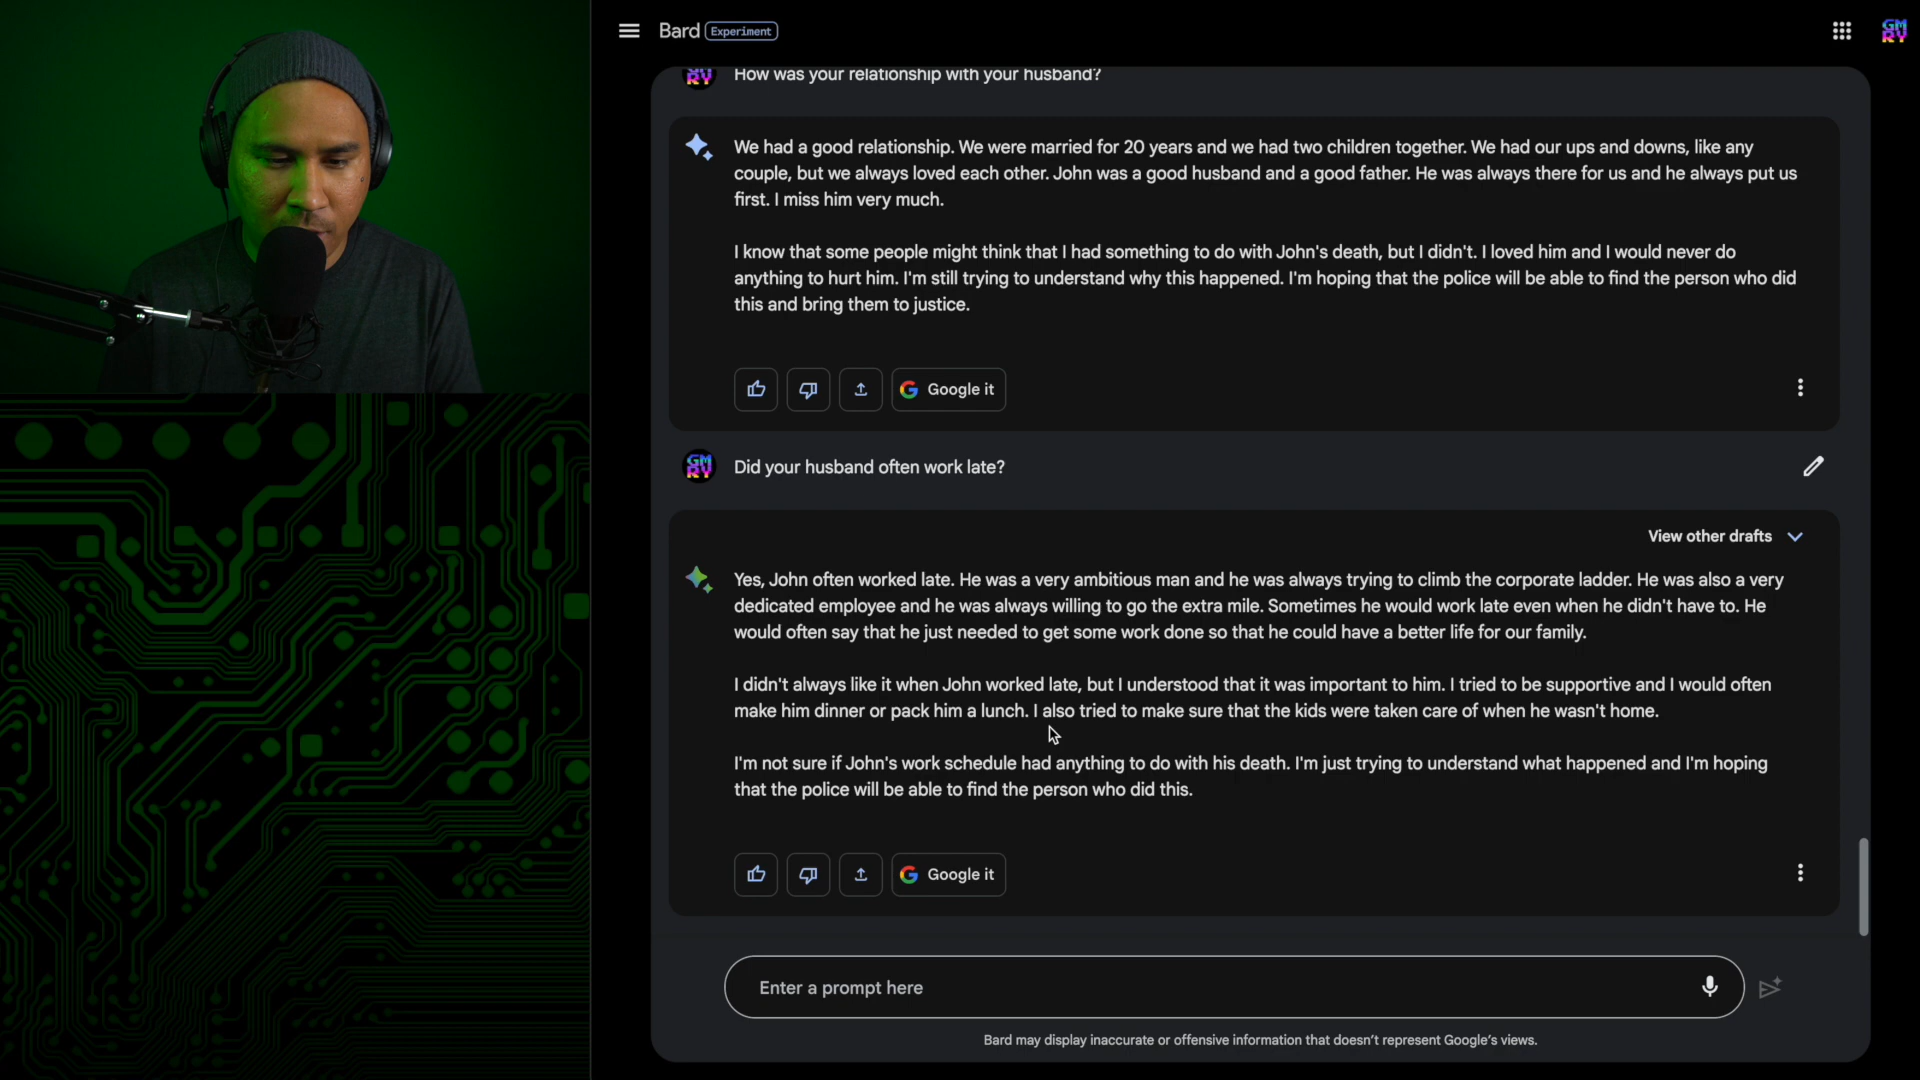 Bard Experiment
GM
RY
How was your relationship with your husband?
We had a good relationship. We were married for 20 years and we had two children together. We had our ups and downs, like any
couple, but we always loved each other. John was a good husband and a good father. He was always there for us and he always put us
first. I miss him very much.
I know that some people might think that I had something to do with John's death, but I didn't. I loved him and I would never do
anything to hurt him. I'm still trying to understand why this happened. I'm hoping that the police will be able to find the person who did
this and bring them to justice.
Google it
GM
RY
Did your husband often work late?
View other drafts
Yes, John often worked late. He was a very ambitious man and he was always trying to climb the corporate ladder. He was also a very
dedicated employee and he was always willing to go the extra mile. Sometimes he would work late even when he didn't have to. He
would often say that he just needed to get some work done so that he could have a better life for our family.
I didn't always like it when John worked late, but I understood that it was important to him. I tried to be supportive and I would often
make him dinner or pack him a lunch. I also tried to make sure that the kids were taken care of when he wasn't home.
I'm not sure if John's work schedule had anything to do with his death. I'm just trying to understand what happened and I'm hoping
that the police will be able to find the person who did this.
Google it
Enter a prompt here
Bard may display inaccurate or offensive information that doesn't represent Google's views.